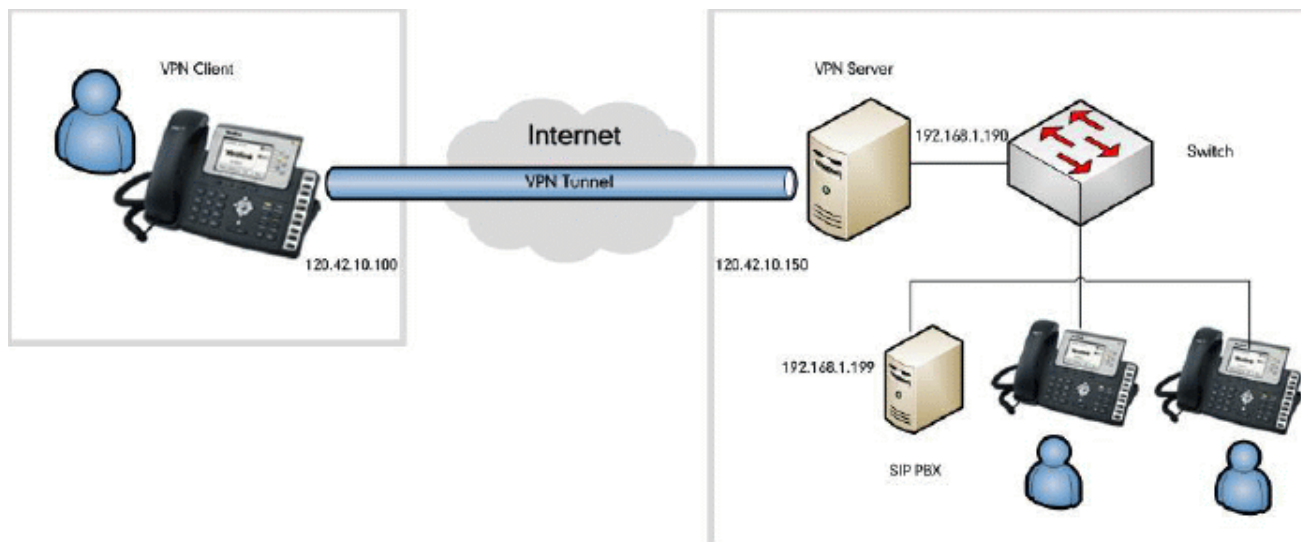 VPN Client
VPN Server
Internet
192.168.1.190
Switch
VPN Tunnel
120.42.10.100
120.42.10.150
192.168.1.199
SIP PBX